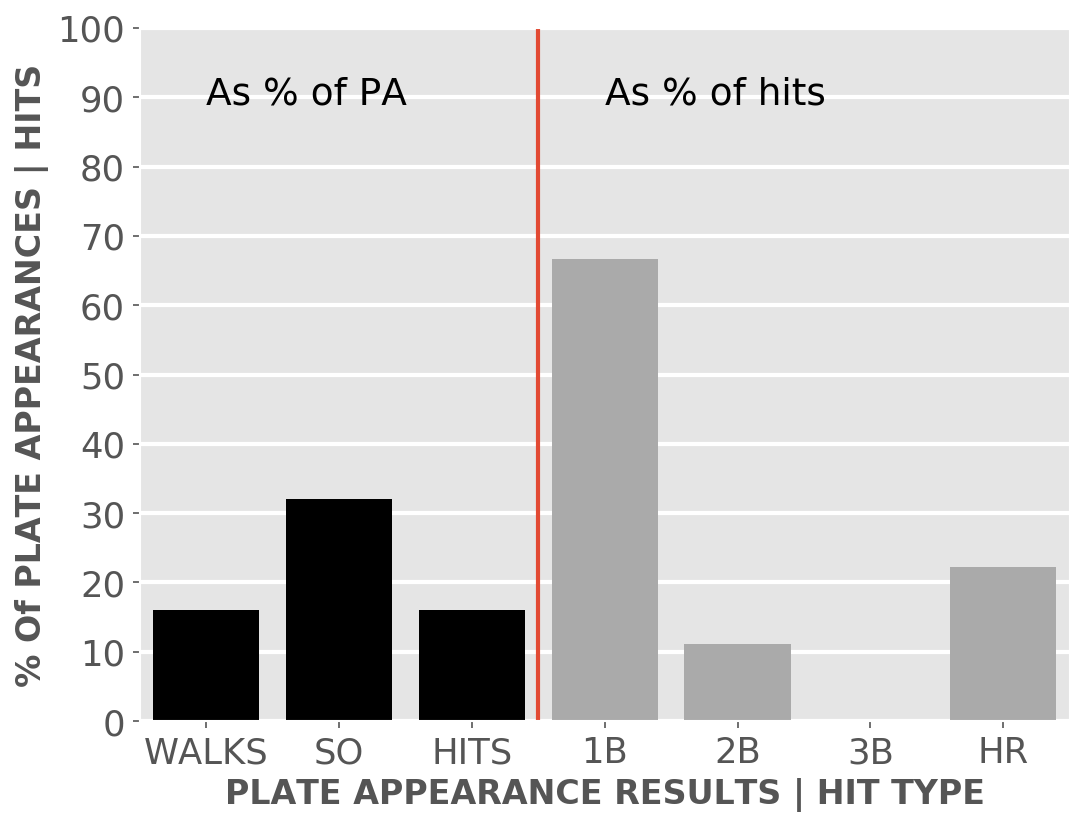 % Of PLATE APPEARANCES | HITS
100
90
80
70
60
50
40
30
20
10
0
As % of PA
As % of hits
WALKS SO HITS 1B 2B 3B HR
PLATE APPEARANCE RESULTS | HIT TYPE